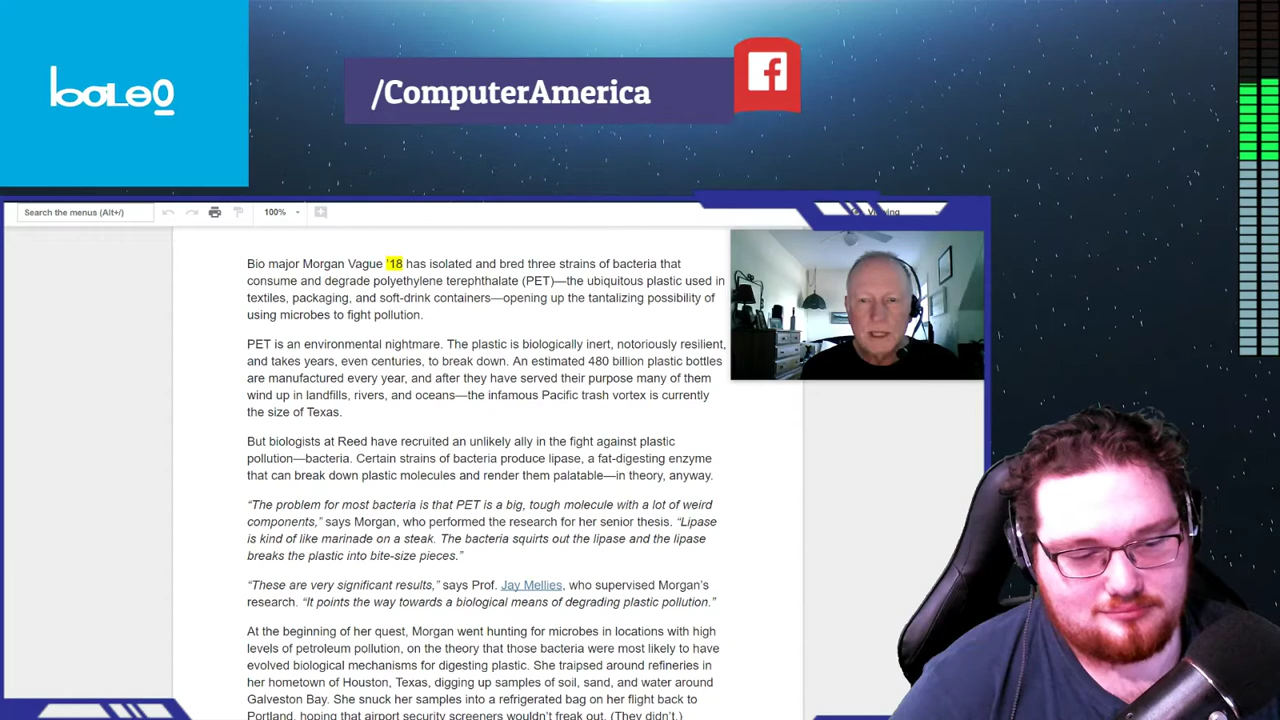 boLe0
/ComputerAmerica
Search the menus (Alt+/)
100%
Viewing
Bio major Morgan Vague '18 has isolated and bred three strains of bacteria that
consume and degrade polyethylene terephthalate (PET)—the ubiquitous plastic used in
textiles, packaging, and soft-drink containers—opening up the tantalizing possibility of
using microbes to fight pollution.
PET is an environmental nightmare. The plastic is biologically inert, notoriously resilient,
and takes years, even centuries, to break down. An estimated 480 billion plastic bottles
are manufactured every year, and after they have served their purpose many of them
wind up in landfills, rivers, and oceans—the infamous Pacific trash vortex is currently
the size of Texas.
But biologists at Reed have recruited an unlikely ally in the fight against plastic
pollution—bacteria. Certain strains of bacteria produce lipase, a fat-digesting enzyme
that can break down plastic molecules and render them palatable—in theory, anyway.
“The problem for most bacteria is that PET is a big, tough molecule with a lot of weird
components,” says Morgan, who performed the research for her senior thesis. “Lipase
is kind of like marinade on a steak. The bacteria squirts out the lipase and the lipase
breaks the plastic into bite-size pieces.”
“These are very significant results,” says Prof. Jay Mellies, who supervised Morgan’s
research. “It points the way towards a biological means of degrading plastic pollution.”
At the beginning of her quest, Morgan went hunting for microbes in locations with high
levels of petroleum pollution, on the theory that those bacteria were most likely to have
evolved biological mechanisms for digesting plastic. She traipsed around refineries in
her hometown of Houston, Texas, digging up samples of soil, sand, and water around
Galveston Bay. She snuck her samples into a refrigerated bag on her flight back to
Portland, hoping that airport security screeners wouldn’t freak out. (They didn’t.)